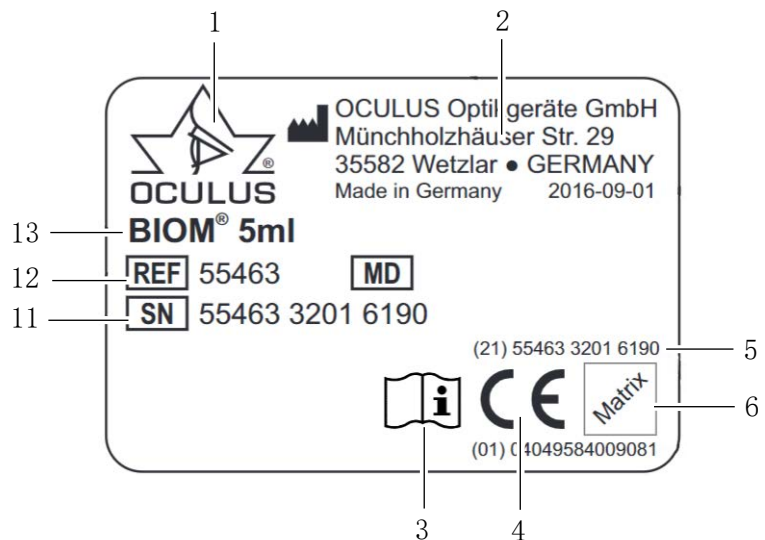 1
2
OCULUS Optikgeräte GmbH
Münchholzhäuser Str. 29
35582 Wetzlar ● GERMANY
Made in Germany 2016-09-01
®
OCULUS
13
BIOM® 5ml
12
REF 55463 MD
11
SN 55463 3201 6190
(21) 55463 3201 6190
5
i
CE
Matrix
6
(01) 04049584009081
3
4